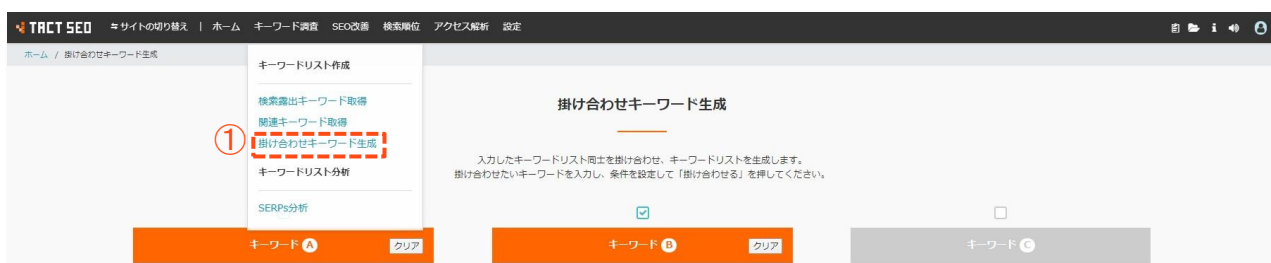 TACT SEO サイトの切り替え | ホーム キーワード調査 SEO改善 検索順位 アクセス解析 設定
ホーム / 掛け合わせキーワード生成
キーワードリスト作成
検索露出キーワード取得
関連キーワード取得
① 掛け合わせキーワード生成
キーワードリスト分析
SERPs分析
掛け合わせキーワード生成
入力したキーワードリスト同士を掛け合わせ、キーワードリストを生成します。
掛け合わせたいキーワードを入力し、条件を設定して「掛け合わせる」を押してください。
キーワード A クリア キーワード B クリア キーワード C